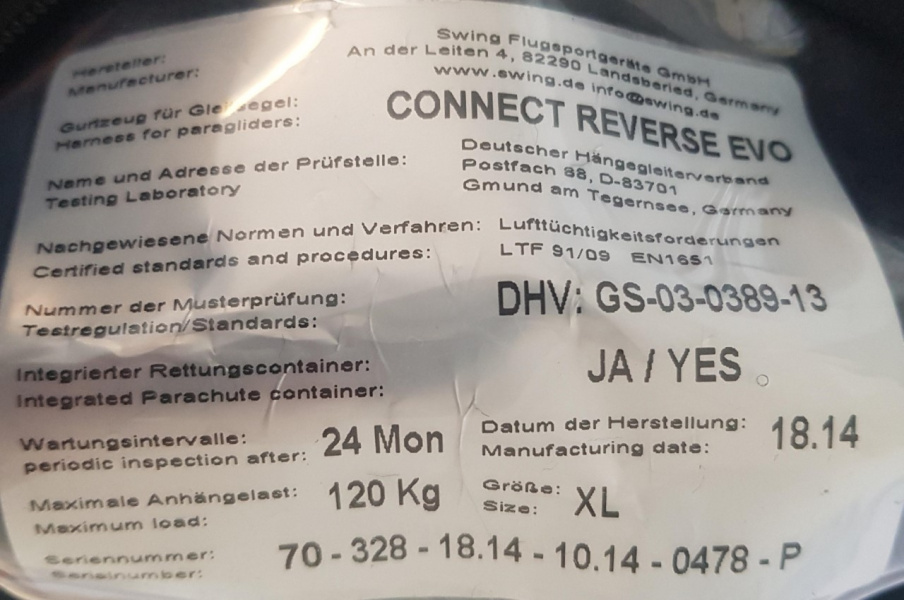 Hersteller:
Manufacturer:
Swing Flugsportgeräte GmbH
An der Leiten 4, 82290 Landsberied, Germany
www.swing.de info@swing.de
Gurtzeug für Gleitsegel:
Harness for paragliders:
CONNECT REVERSE EVO
Name und Adresse der Prüfstelle:
Testing Laboratory
Deutscher Hängegleiterverband
Postfach 88, D-83701
Gmund am Tegernsee, Germany
Nachgewiesene Normen und Verfahren:
Certified standards and procedures:
Lufttüchtigkeitsforderungen
LTF 91/09 EN1651
Nummer der Musterprüfung:
Testregulation/Standards:
DHV: GS-03-0389-13
Integrierter Rettungscontainer:
Integrated Parachute container:
JA / YES
Wartungsintervalle:
periodic inspection after:
24 Mon
Datum der Herstellung:
Manufacturing date:
18.14
Maximale Anhängelast:
Maximum load:
120 Kg
Größe:
Size:
XL
Seriennummer:
Serialnumber:
70 - 328 - 18.14 - 10.14 - 0478 - P